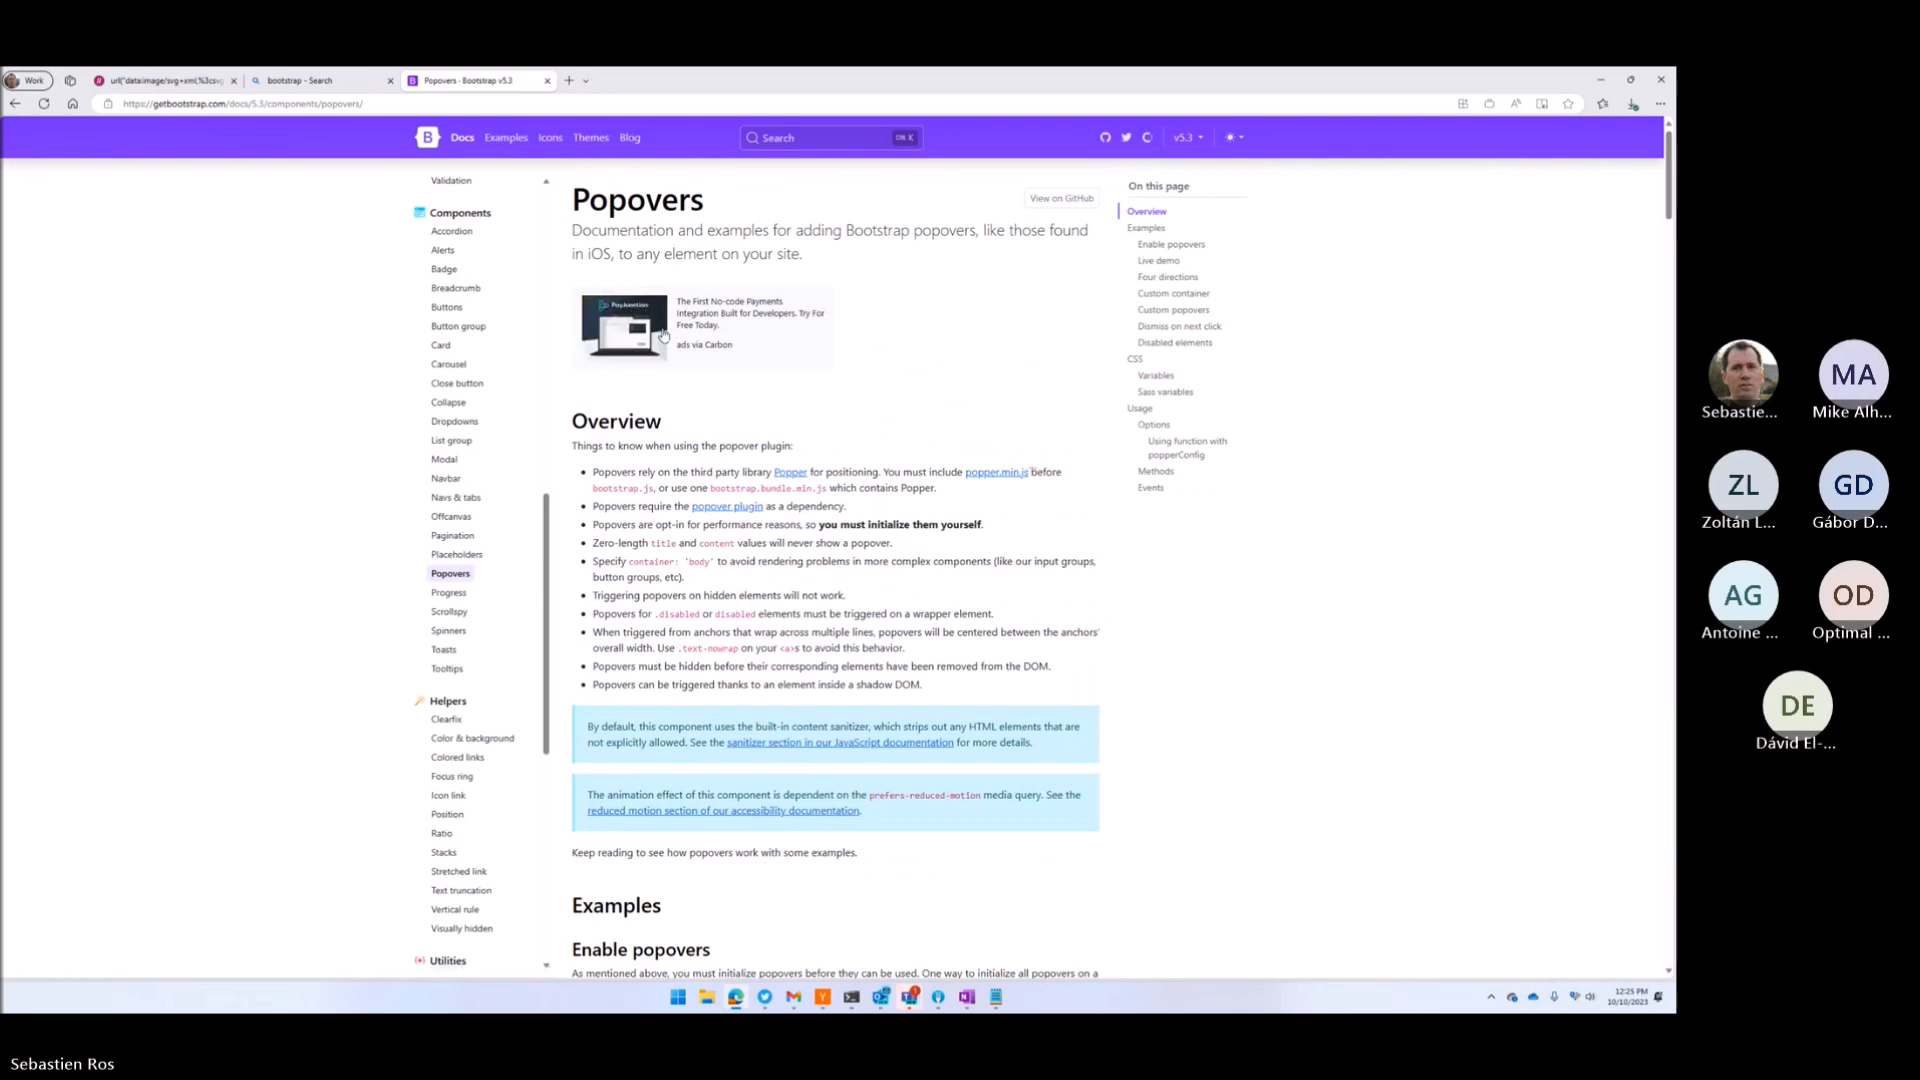 Work
url("data:image/svg+xml,%3csv
bootstrap - Search
Popovers · Bootstrap v5.3
https://getbootstrap.com/docs/5.3/components/popovers/
B
Docs
Examples
Icons
Themes
Blog
Search
CTRL K
v5.3
Validation
Components
Accordion
Alerts
Badge
Breadcrumb
Buttons
Button group
Card
Carousel
Close button
Collapse
Dropdowns
List group
Modal
Navbar
Navs & tabs
Offcanvas
Pagination
Placeholders
Popovers
Progress
Scrollspy
Spinners
Toasts
Tooltips
Helpers
Clearfix
Color & background
Colored links
Focus ring
Icon link
Position
Ratio
Stacks
Stretched link
Text truncation
Vertical rule
Visually hidden
Utilities
Popovers
View on GitHub
Documentation and examples for adding Bootstrap popovers, like those found
in iOS, to any element on your site.
PayJunction
The First No-code Payments
Integration Built for Developers. Try For
Free Today.
ads via Carbon
Overview
Things to know when using the popover plugin:
Popovers rely on the third party library Popper for positioning. You must include popper.min.js before
bootstrap.js, or use one bootstrap.bundle.min.js which contains Popper.
Popovers require the popover plugin as a dependency.
Popovers are opt-in for performance reasons, so you must initialize them yourself.
Zero-length title and content values will never show a popover.
Specify container: 'body' to avoid rendering problems in more complex components (like our input groups,
button groups, etc).
Triggering popovers on hidden elements will not work.
Popovers for .disabled or disabled elements must be triggered on a wrapper element.
When triggered from anchors that wrap across multiple lines, popovers will be centered between the anchors'
overall width. Use .text-nowrap on your <a>s to avoid this behavior.
Popovers must be hidden before their corresponding elements have been removed from the DOM.
Popovers can be triggered thanks to an element inside a shadow DOM.
By default, this component uses the built-in content sanitizer, which strips out any HTML elements that are
not explicitly allowed. See the sanitizer section in our JavaScript documentation for more details.
The animation effect of this component is dependent on the prefers-reduced-motion media query. See the
reduced motion section of our accessibility documentation.
Keep reading to see how popovers work with some examples.
Examples
Enable popovers
As mentioned above, you must initialize popovers before they can be used. One way to initialize all popovers on a
On this page
Overview
Examples
Enable popovers
Live demo
Four directions
Custom container
Custom popovers
Dismiss on next click
Disabled elements
CSS
Variables
Sass variables
Usage
Options
Using function with
popperConfig
Methods
Events
12:25 PM
10/10/2023
Sebastie...
MA
Mike Alh...
ZL
Zoltán L...
GD
Gábor D...
AG
Antoine ...
OD
Optimal ...
DE
Dávid El-...
Sebastien Ros